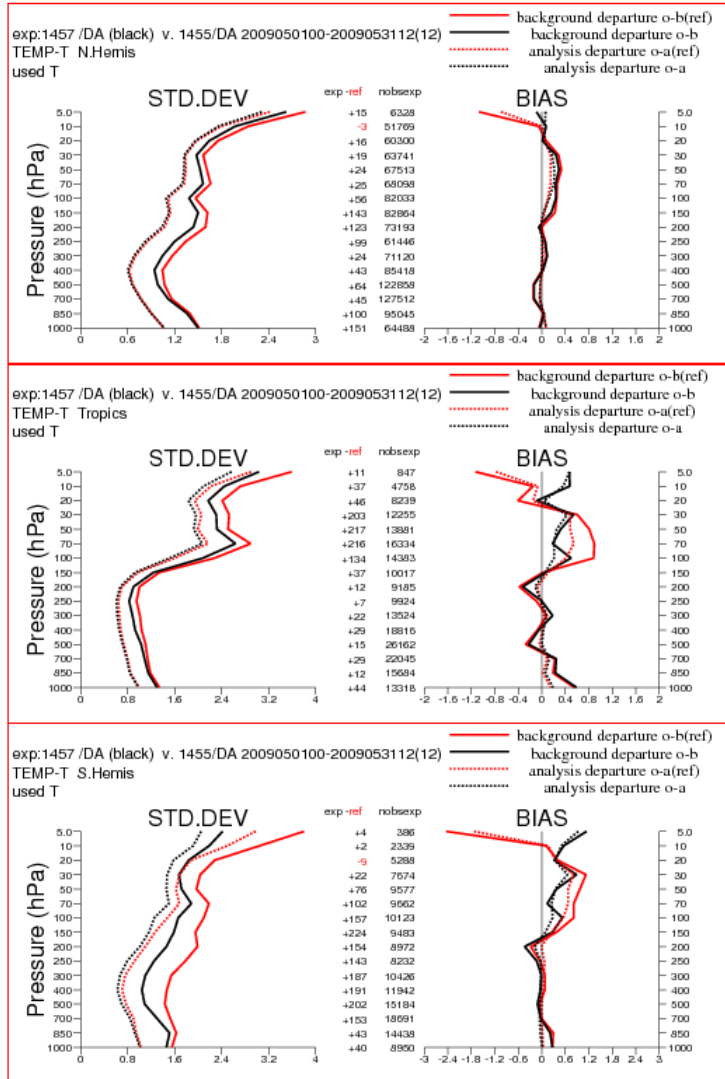 background departure o-b(ref)
exp:1457 /DA (black) v. 1455/DA 2009050100-2009053112(12)
background departure o-b
TEMP-T N.Hemis
analysis departure o-a(ref)
used T
analysis departure o-a
STD.DEV
exp -ref
nobsexp
BIAS
Pressure (hPa)
5.0 +15 6328 5.0
10 -3 51769 10
20 +16 60300 20
30 +19 63741 30
50 +24 67513 50
70 +25 68098 70
100 +56 82033 100
150 +143 82864 150
200 +123 73193 200
250 +99 61446 250
300 +24 71120 300
400 +43 85418 400
500 +64 122858 500
700 +45 127512 700
850 +100 95045 850
1000 +151 64488 1000
0 0.6 1.2 1.8 2.4 3
-2 -1.6 -1.2 -0.8 -0.4 0 0.4 0.8 1.2 1.6 2
background departure o-b(ref)
exp:1457 /DA (black) v. 1455/DA 2009050100-2009053112(12)
background departure o-b
TEMP-T Tropics
analysis departure o-a(ref)
used T
analysis departure o-a
STD.DEV
exp -ref
nobsexp
BIAS
Pressure (hPa)
5.0 +11 847 5.0
10 +37 4758 10
20 +46 8239 20
30 +203 12255 30
50 +217 13881 50
70 +216 16334 70
100 +134 14383 100
150 +37 10017 150
200 +12 9185 200
250 +7 9924 250
300 +22 13524 300
400 +29 18816 400
500 +15 26162 500
700 +29 22045 700
850 +12 15684 850
1000 +44 13318 1000
0 0.8 1.6 2.4 3.2 4
-2 -1.6 -1.2 -0.8 -0.4 0 0.4 0.8 1.2 1.6 2
background departure o-b(ref)
exp:1457 /DA (black) v. 1455/DA 2009050100-2009053112(12)
background departure o-b
TEMP-T S.Hemis
analysis departure o-a(ref)
used T
analysis departure o-a
STD.DEV
exp -ref
nobsexp
BIAS
Pressure (hPa)
5.0 +4 386 5.0
10 +2 2339 10
20 -9 5288 20
30 +22 7674 30
50 +76 9577 50
70 +102 9662 70
100 +157 10123 100
150 +224 9483 150
200 +154 8972 200
250 +143 8232 250
300 +187 10426 300
400 +191 11942 400
500 +202 15184 500
700 +153 18691 700
850 +43 14438 850
1000 +40 8950 1000
0 0.8 1.6 2.4 3.2 4
-3 -2.4 -1.8 -1.2 -0.6 0 0.6 1.2 1.8 2.4 3